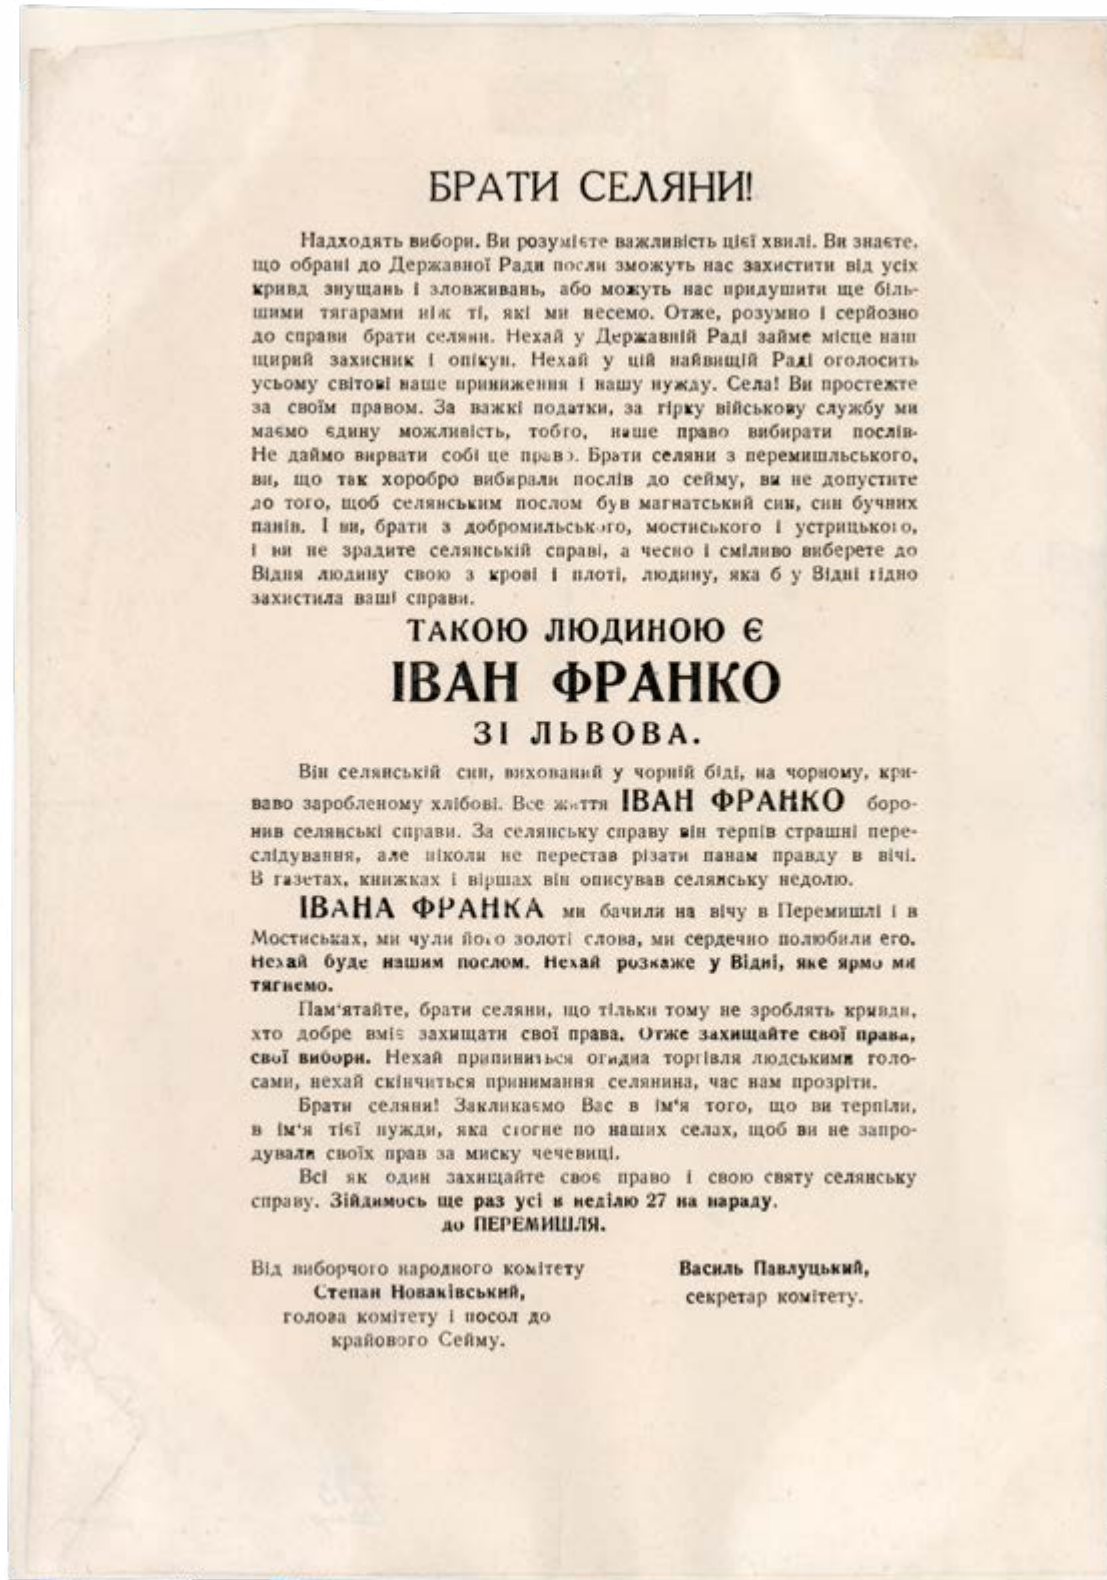 БРАТИ СЕЛЯНИ!
Надходять вибори. Ви розумієте важливість цієї хвилі. Ви знаєте,
що обрані до Державної Ради посли зможуть нас захистити від усіх
кривд знущань і зловживань, або можуть нас придушити ще біль-
шими тягарами ніж ті, які ми несемо. Отже, розумно і серйозно
до справи брати селяни. Нехай у Державній Раді займе місце наш
щирий захисник і опікун. Нехай у цій найвищій Раді оголосить
усьому світові наше приниження і нашу нужду. Села! Ви простежте
за своїм правом. За важкі податки, за гірку військову службу ми
маємо єдину можливість, тобто, наше право вибирати послів-
Не даймо вирвати собі це право. Брати селяни з перемишльського,
ви, що так хоробро вибирали послів до сейму, ви не допустите
до того, щоб селянським послом був магнатський син, син бучних
панів. І ви, брати з добромильського, мостиського і устрицького,
і ви не зрадите селянській справі, а чесно і сміливо виберете до
Відня людину свою з крові і плоті, людину, яка б у Відні гідно
захистила ваші справи.
ТАКОЮ ЛЮДИНОЮ Є
ІВАН ФРАНКО
ЗІ ЛЬВОВА.
Він селянській син, вихований у чорній біді, на чорному, кри-
ваво заробленому хлібові. Все життя ІВАН ФРАНКО боро-
нив селянські справи. За селянську справу він терпів страшні пере-
слідування, але ніколи не перестав різати панам правду в вічі.
В газетах, книжках і віршах він описував селянську недолю.
ІВАНА ФРАНКА ми бачили на вічу в Перемишлі і в
Мостиськах, ми чули його золоті слова, ми сердечно полюбили его.
Нехай буде нашим послом. Нехай розкаже у Відні, яке ярмо ми
тягнемо.
Пам'ятайте, брати селяни, що тільки тому не зроблять кривди,
хто добре вміє захищати свої права. Отже захищайте свої права,
свої вибори. Нехай припиниться огидна торгівля людськими голо-
сами, нехай скінчиться принимання селянина, час нам прозріти.
Брати селяни! Закликаємо Вас в ім'я того, що ви терпіли,
в ім'я тієї нужди, яка стогне по наших селах, щоб ви не запро-
дували своїх прав за миску чечевиці.
Всі як один захищайте своє право і свою святу селянську
справу. Зійдимось ще раз усі в неділю 27 на нараду.
до ПЕРЕМИШЛЯ.
Від виборчого народного комітету
Степан Новаківський,
голова комітету і посол до
крайового Сейму.
Василь Павлуцький,
секретар комітету.